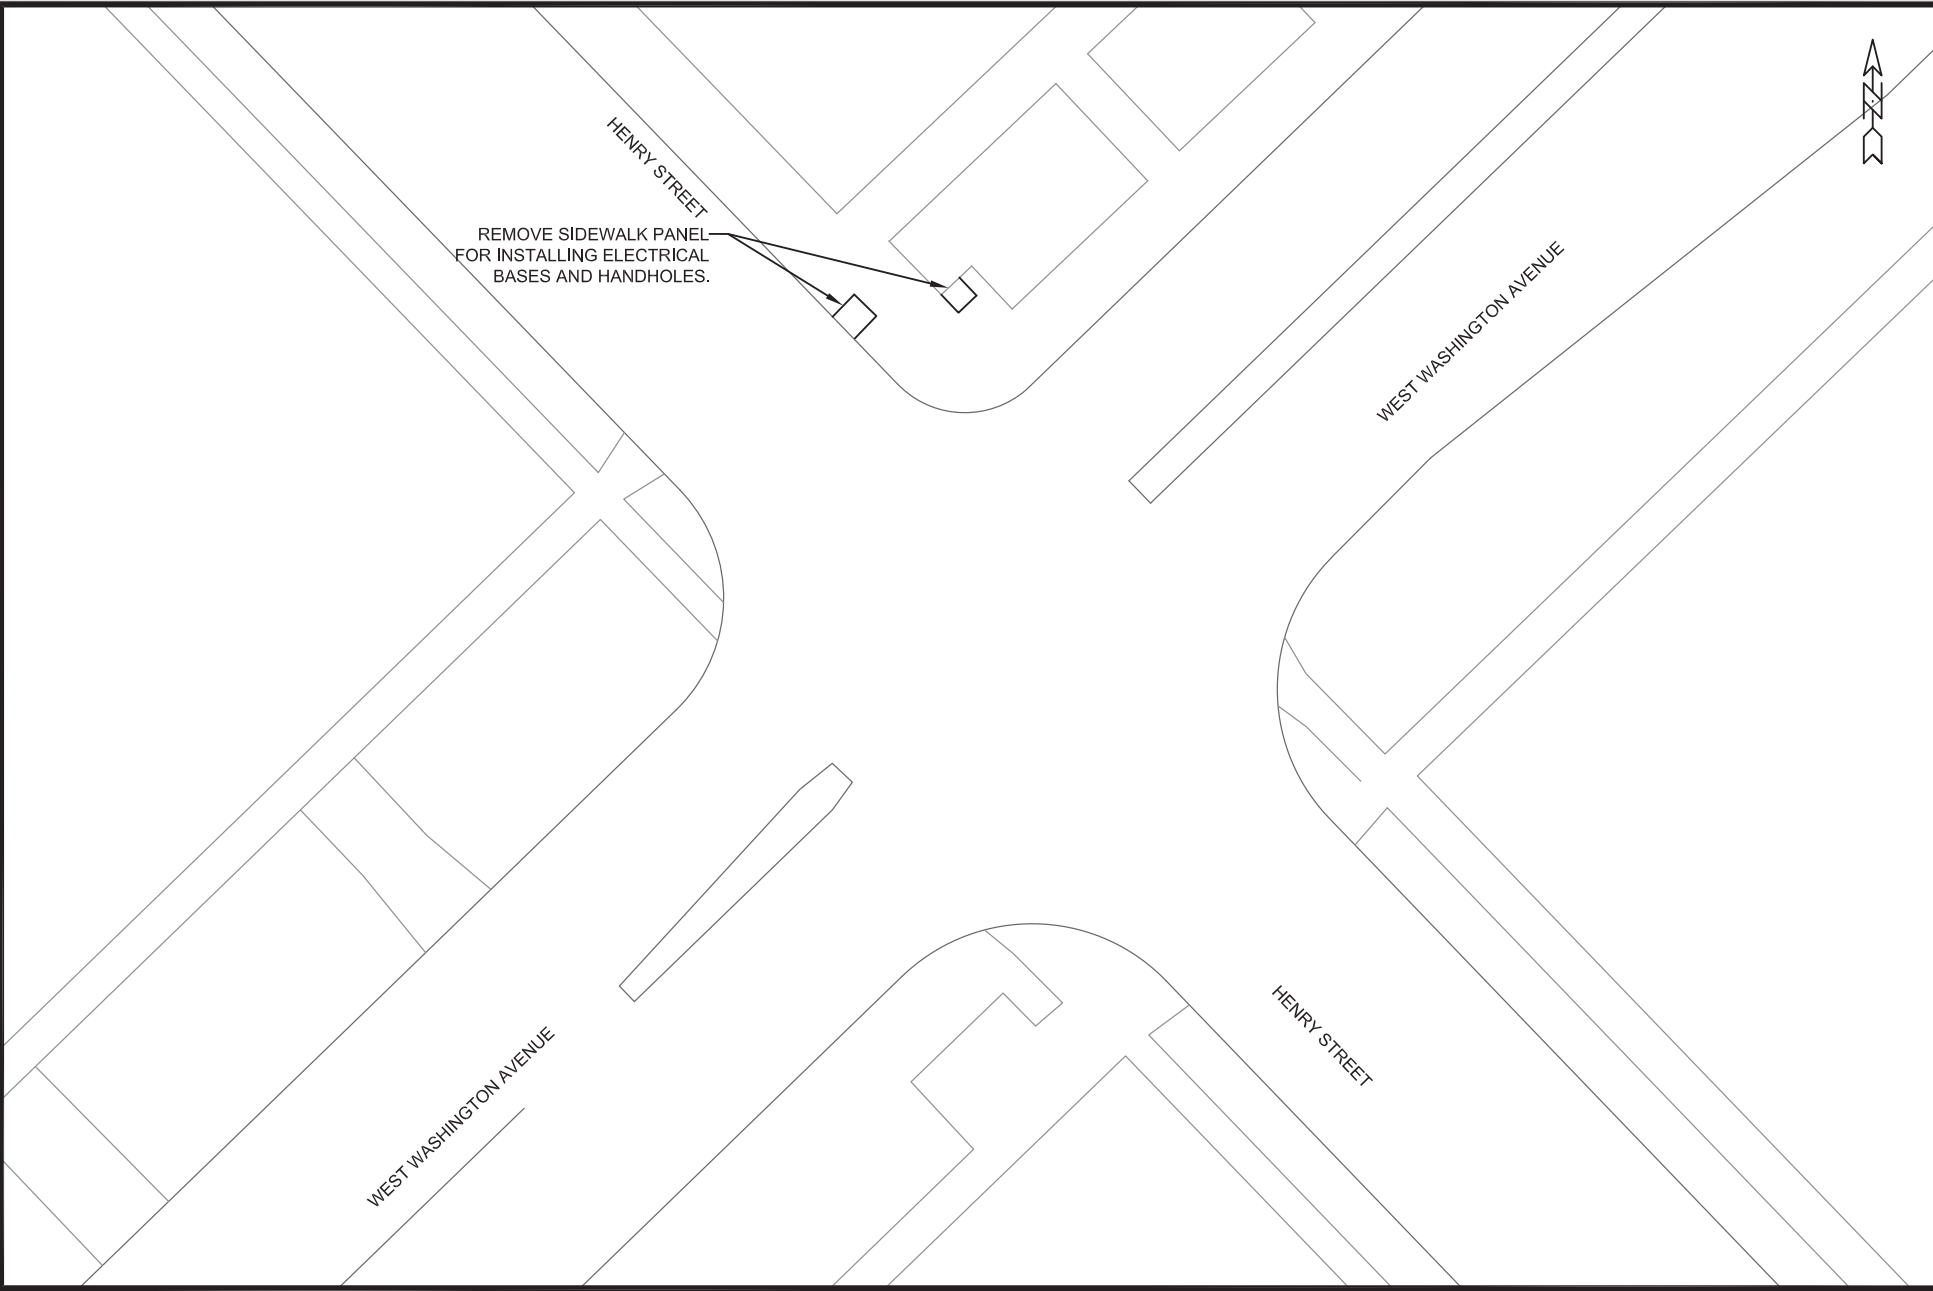 HENRY STREET
REMOVE SIDEWALK PANEL
FOR INSTALLING ELECTRICAL
BASES AND HANDHOLES.
WEST WASHINGTON AVENUE
HENRY STREET
WEST WASHINGTON AVENUE